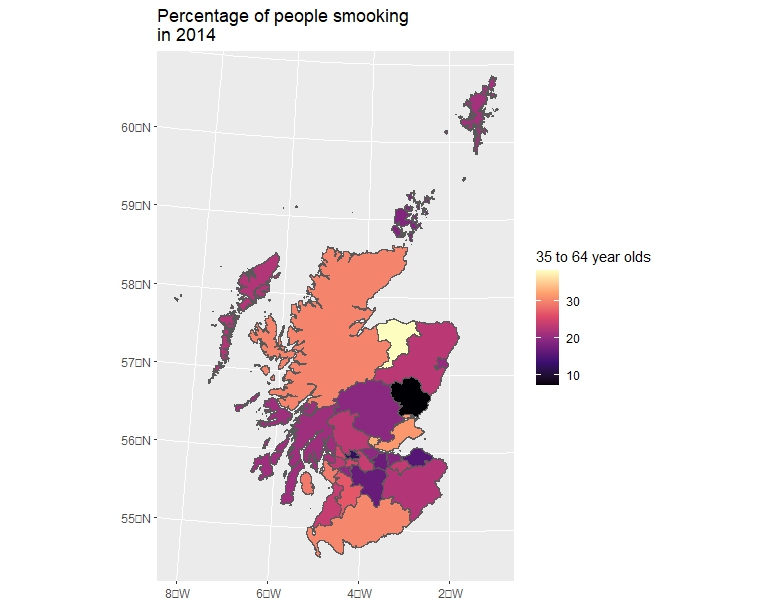 Percentage of people smooking
in 2014
60□N
59□N
58□N
57□N
56□N
55□N
8□W
6□W
4□W
2□W
35 to 64 year olds
30
20
10